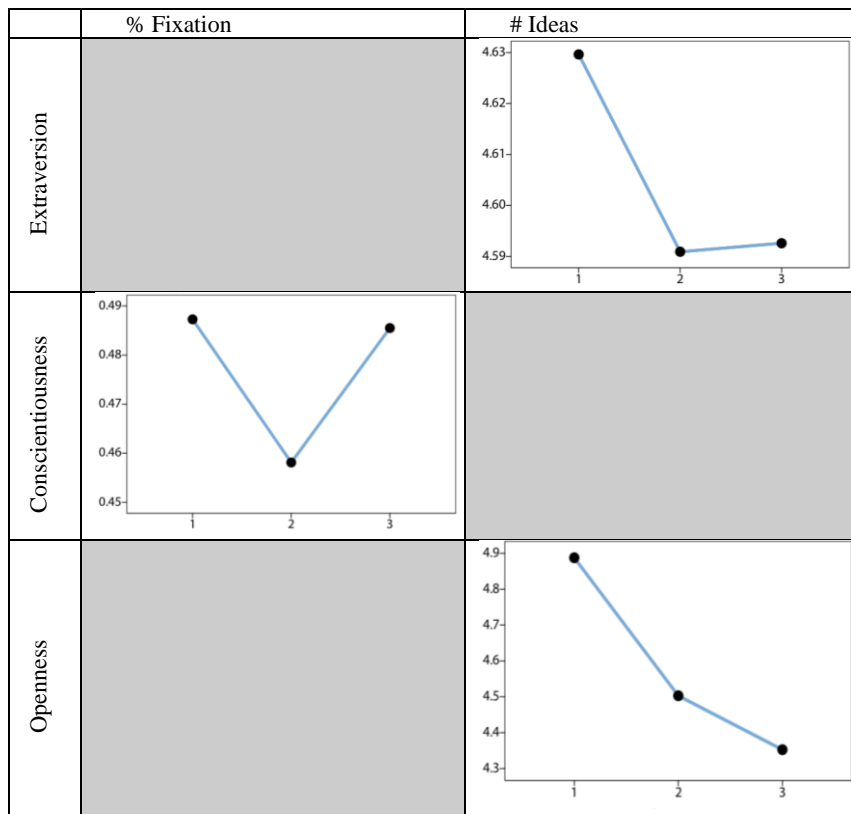 % Fixation
# Ideas
Extraversion
4.63
4.62
4.61
4.60
4.59
1 2 3
Conscientiousness
0.49
0.48
0.47
0.46
0.45
1 2 3
Openness
4.9
4.8
4.7
4.6
4.5
4.4
4.3
1 2 3